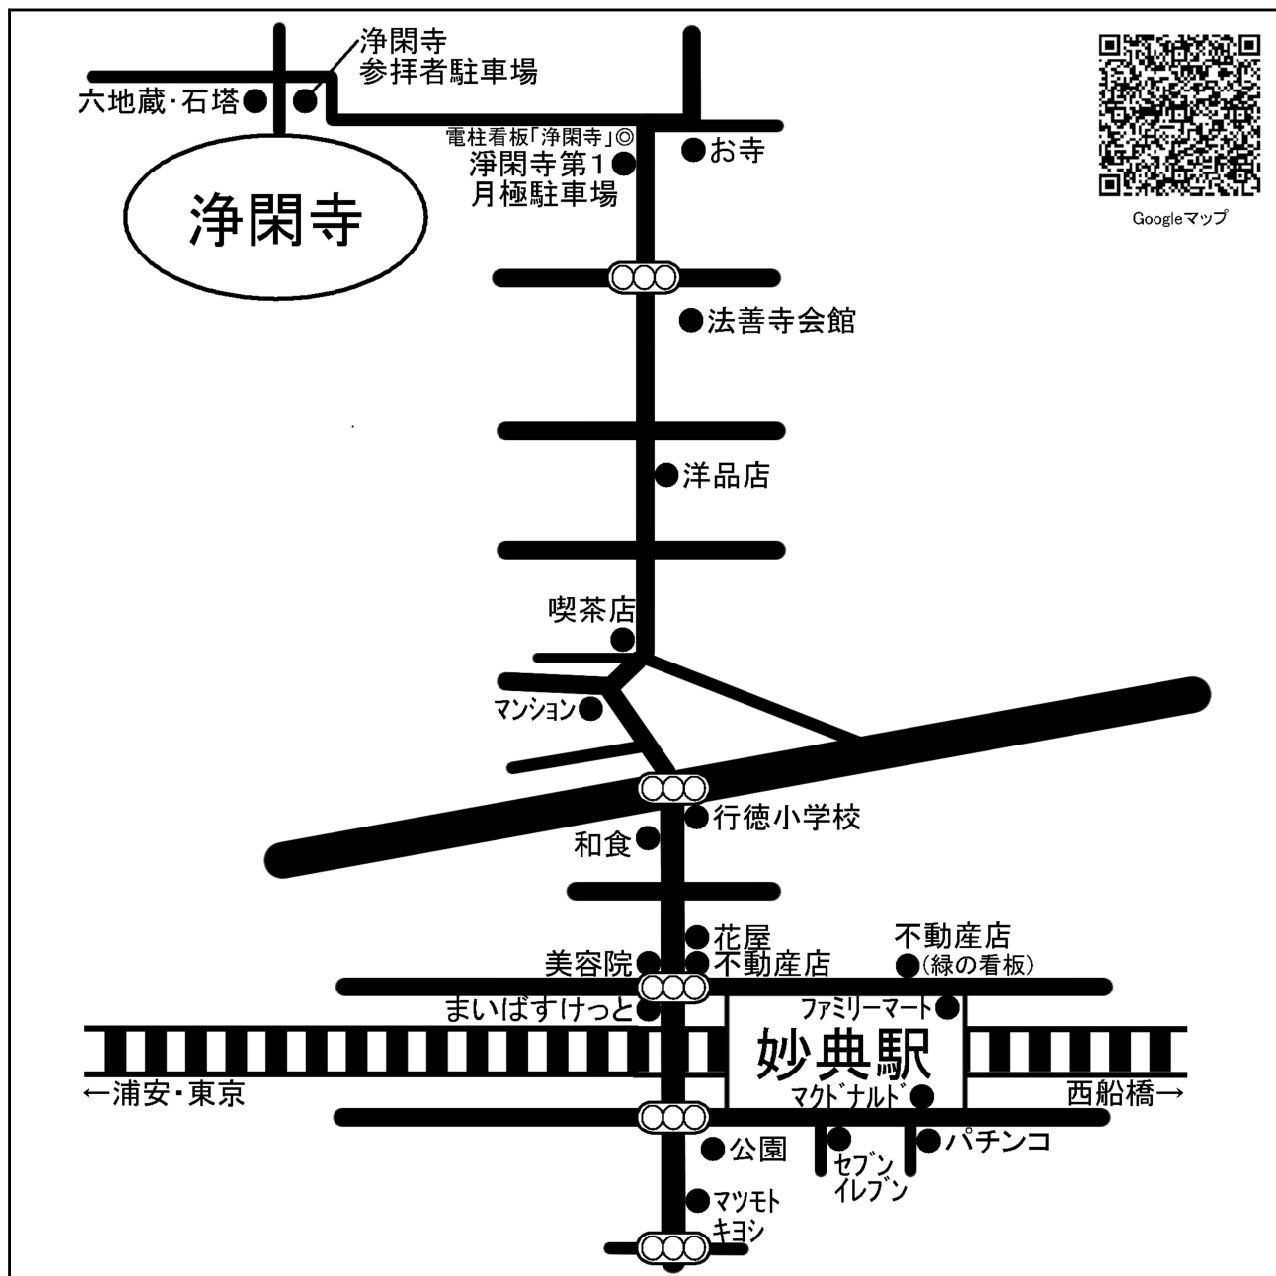 浄閑寺
参拝者駐車場
六地蔵・石塔
電柱看板「浄閑寺」◎
淨閑寺第1
月極駐車場
お寺
Googleマップ
浄閑寺
法善寺会館
洋品店
喫茶店
マンション
行徳小学校
和食
花屋
美容院
不動産店
不動産店
(緑の看板)
まいばすけっと
ファミリーマート
妙典駅
←浦安・東京
西船橋→
マクドナルド
公園
セブン
イレブン
パチンコ
マツモト
キヨシ